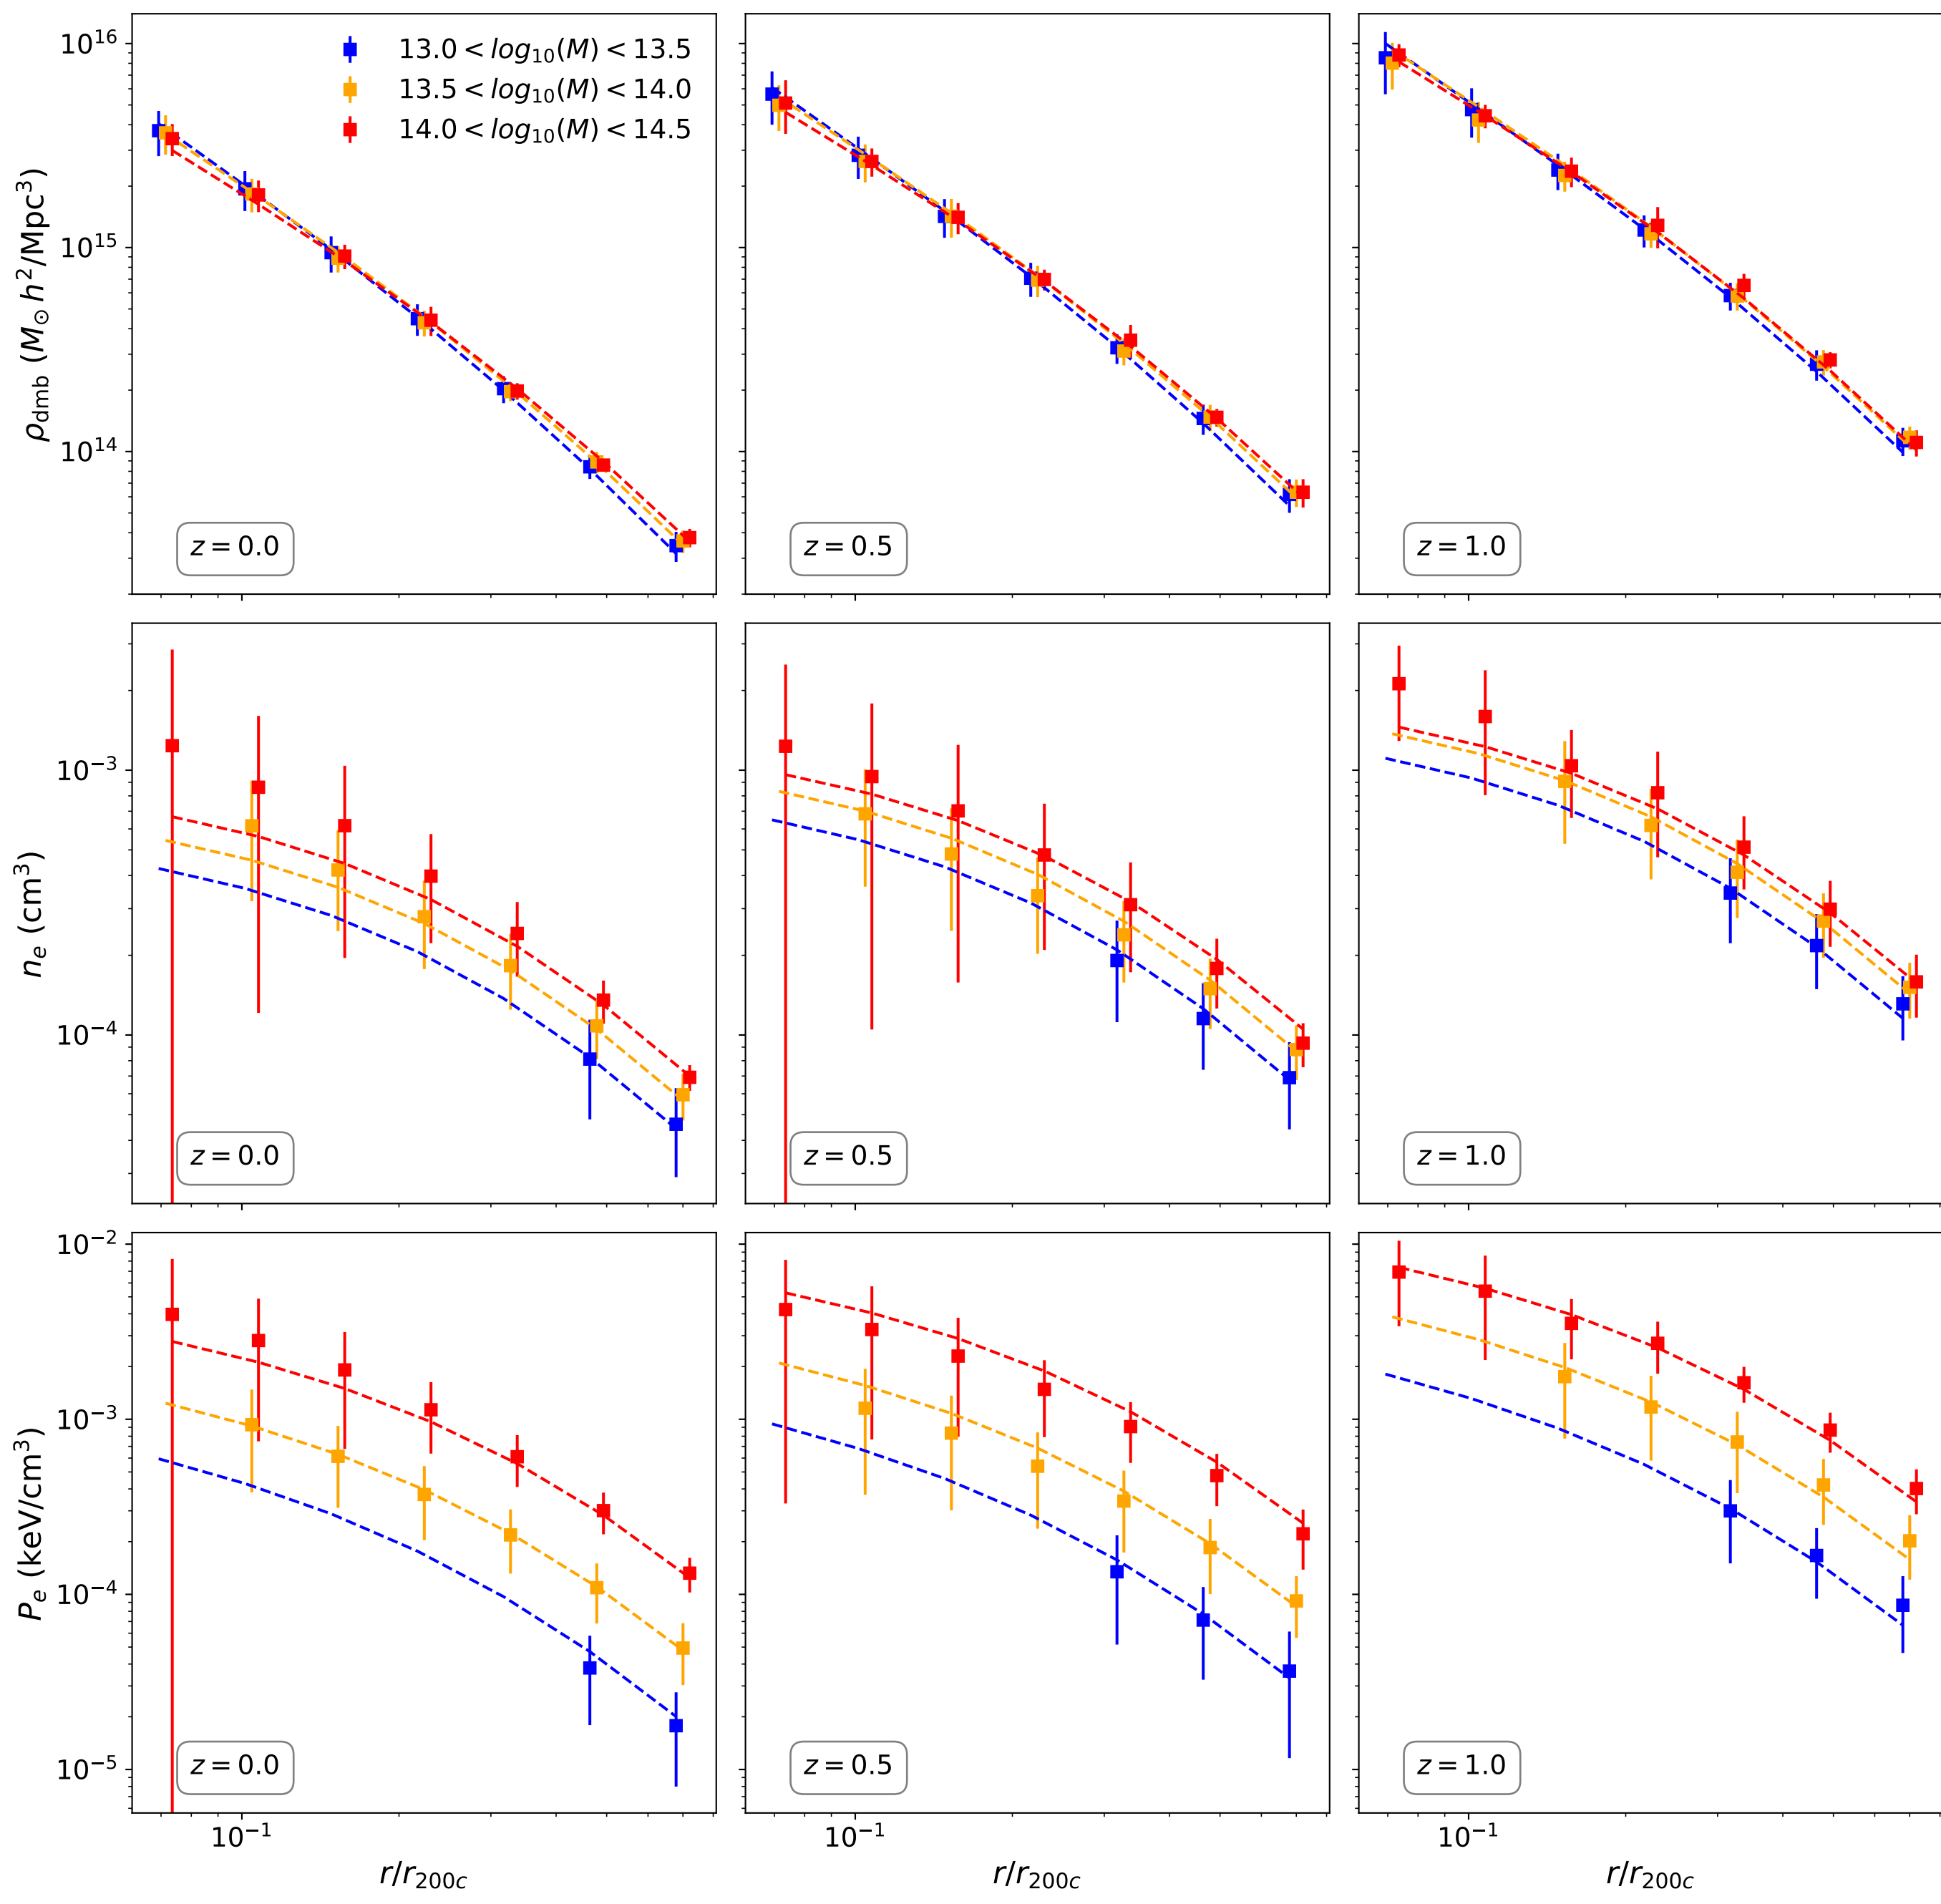 10^16
10^15
10^14
ρ_dmb (M_⊙ h^2/Mpc^3)
13.0 < log_10(M) < 13.5
13.5 < log_10(M) < 14.0
14.0 < log_10(M) < 14.5
z = 0.0
z = 0.5
z = 1.0
10^−3
10^−4
n_e (cm^3)
z = 0.0
z = 0.5
z = 1.0
10^−2
10^−3
10^−4
10^−5
P_e (keV/cm^3)
z = 0.0
z = 0.5
z = 1.0
10^−1
10^−1
10^−1
r/r_200c
r/r_200c
r/r_200c